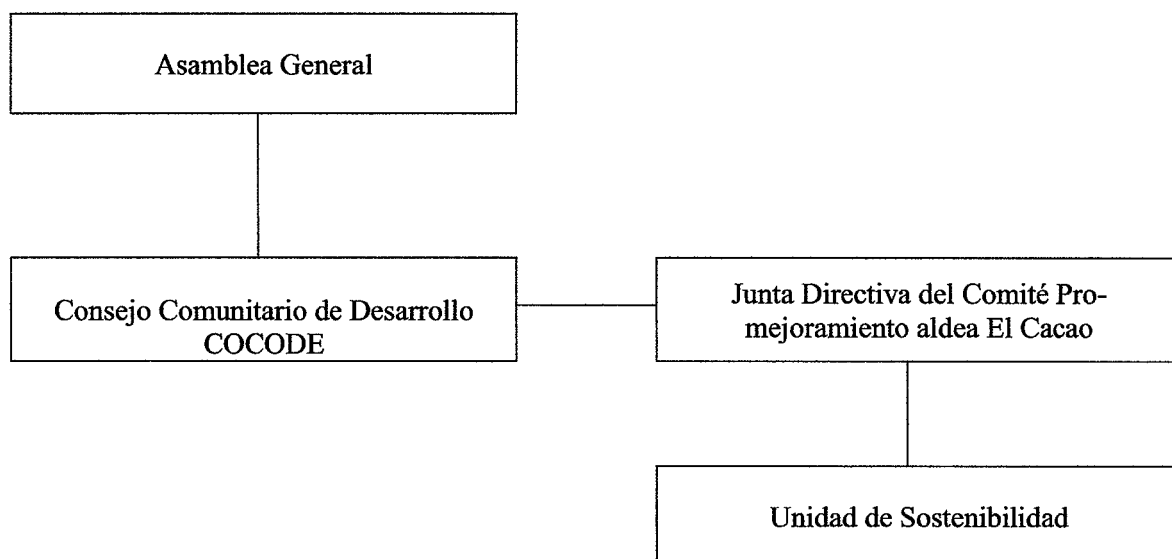 Asamblea General
Consejo Comunitario de Desarrollo
COCODE
Junta Directiva del Comité Pro-
mejoramiento aldea El Cacao
Unidad de Sostenibilidad